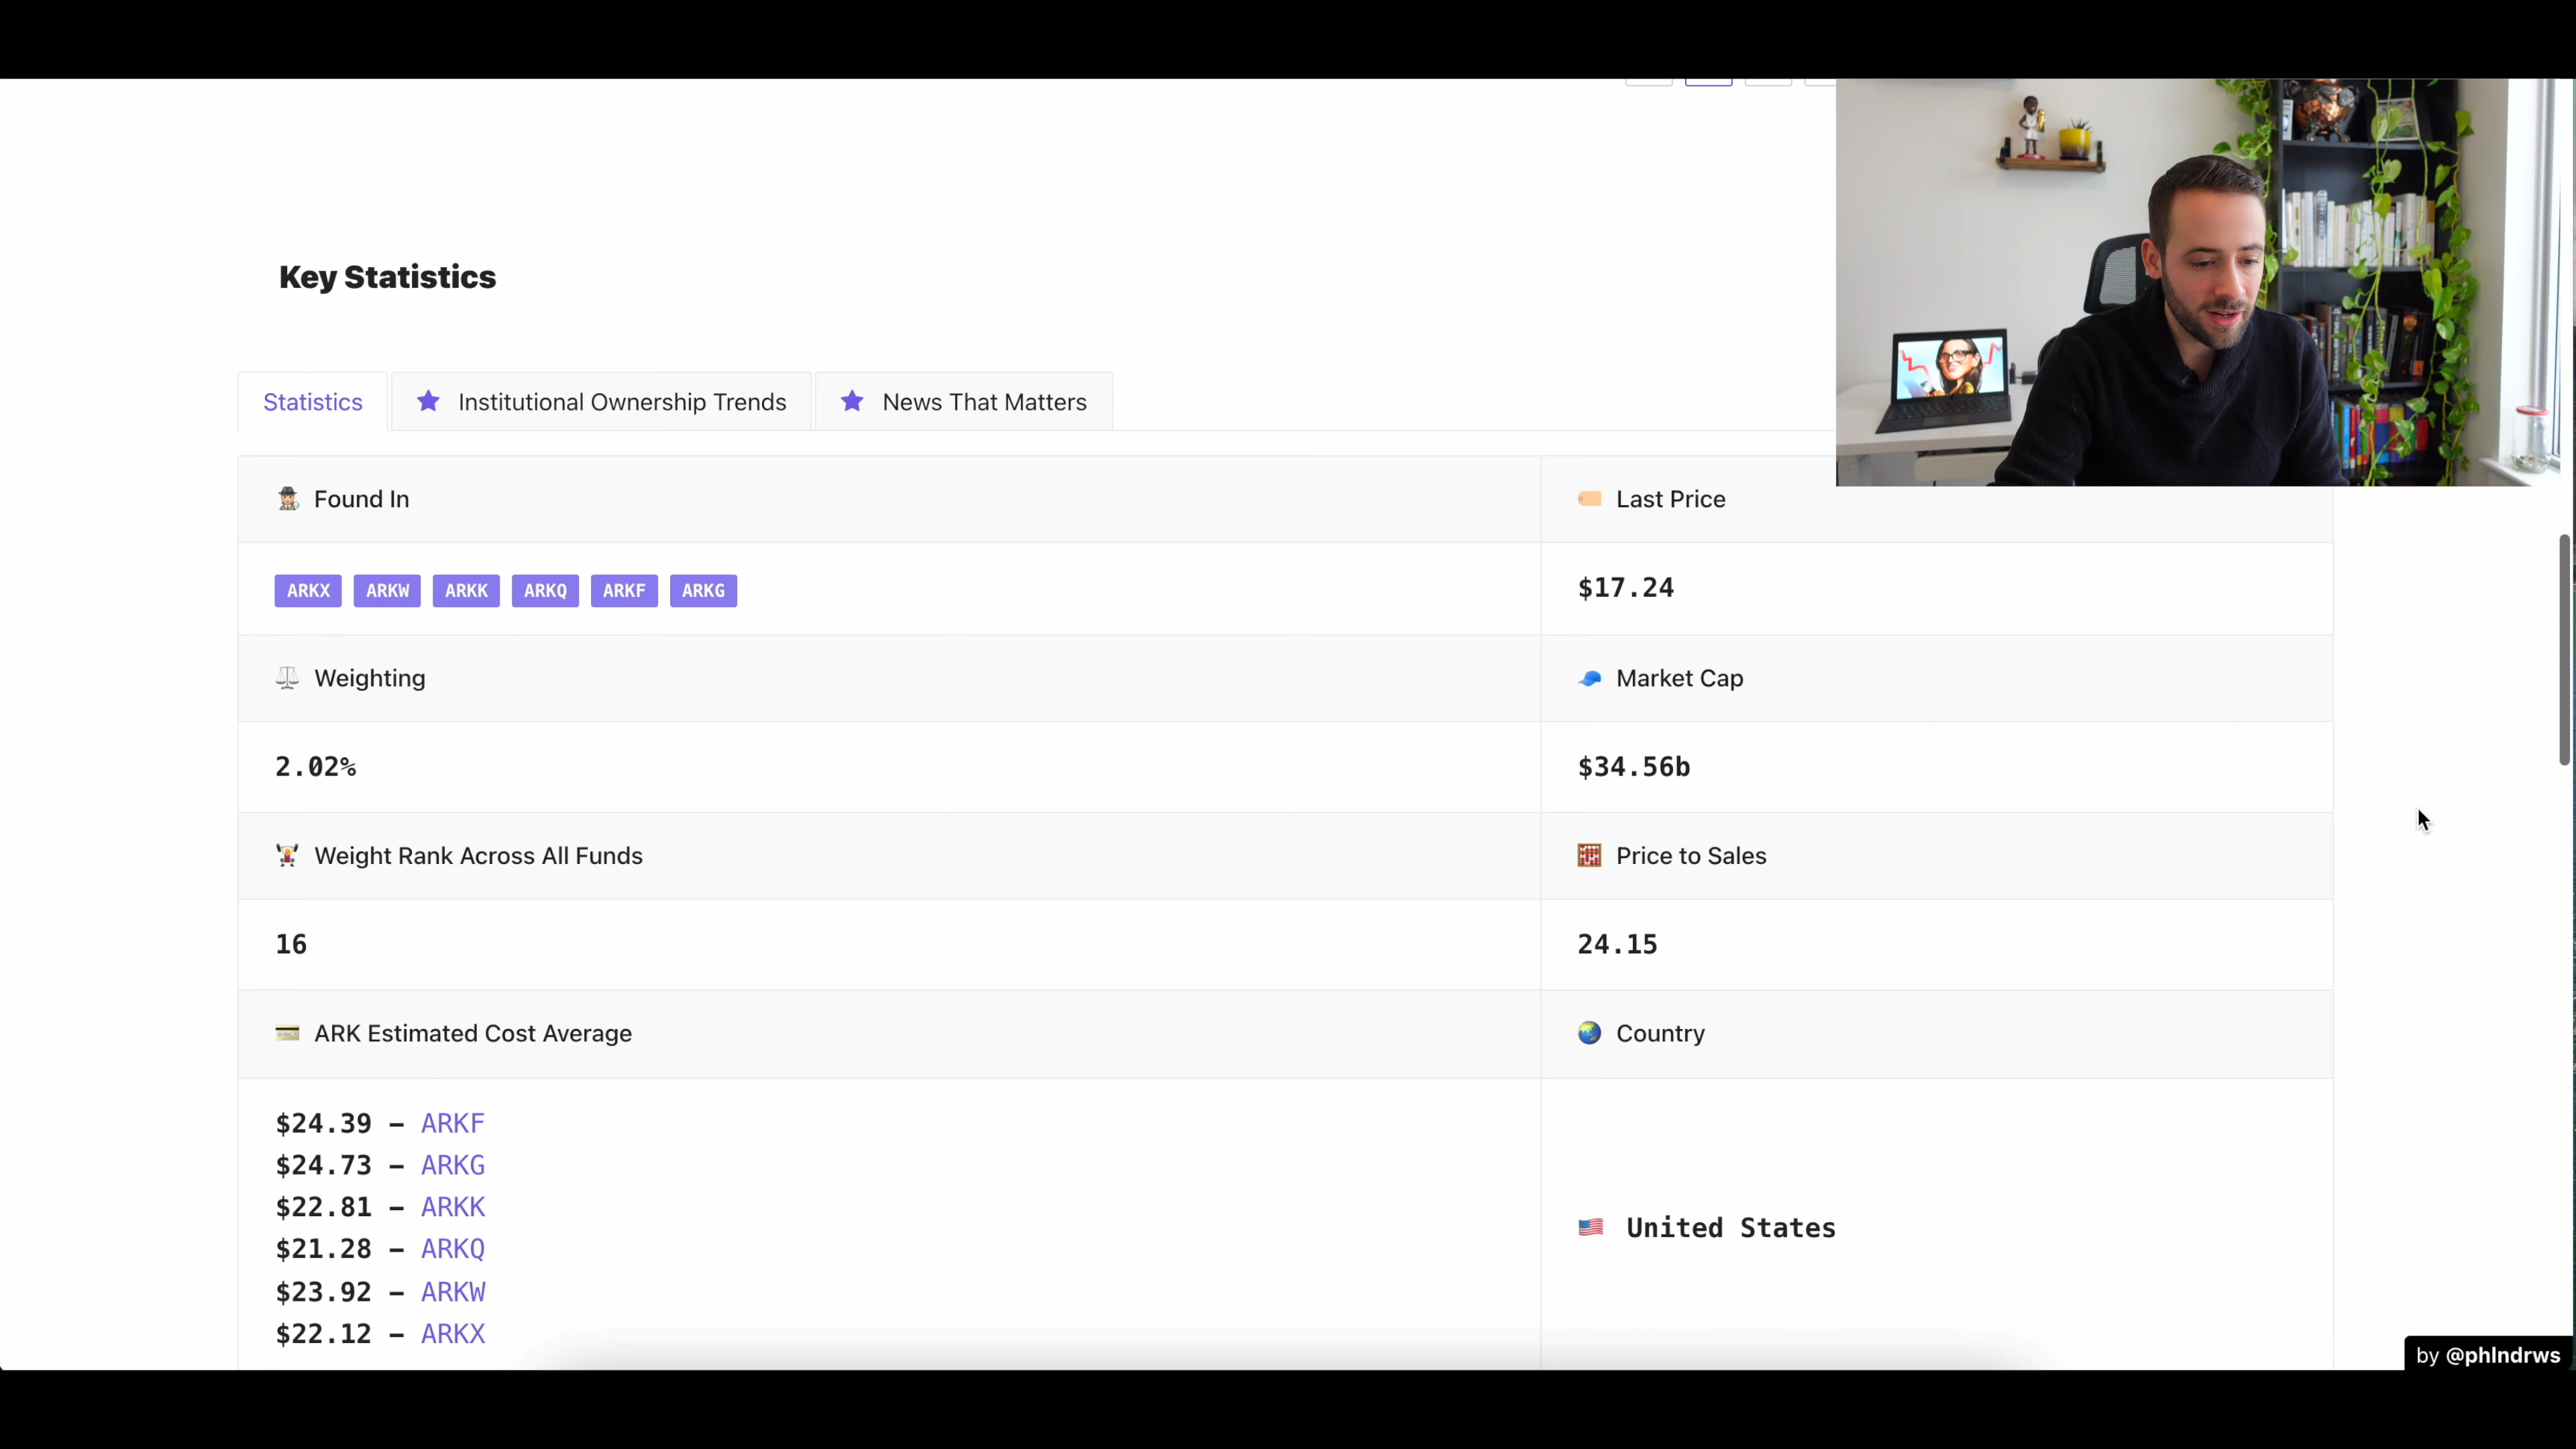 Key Statistics
Statistics
Institutional Ownership Trends
News That Matters
Found In
Last Price
ARKX ARKW ARKK ARKQ ARKF ARKG
$17.24
Weighting
Market Cap
2.02%
$34.56b
Weight Rank Across All Funds
Price to Sales
16
24.15
ARK Estimated Cost Average
Country
$24.39 – ARKF
$24.73 – ARKG
$22.81 – ARKK
$21.28 – ARKQ
$23.92 – ARKW
$22.12 – ARKX
United States
by @phlndrws